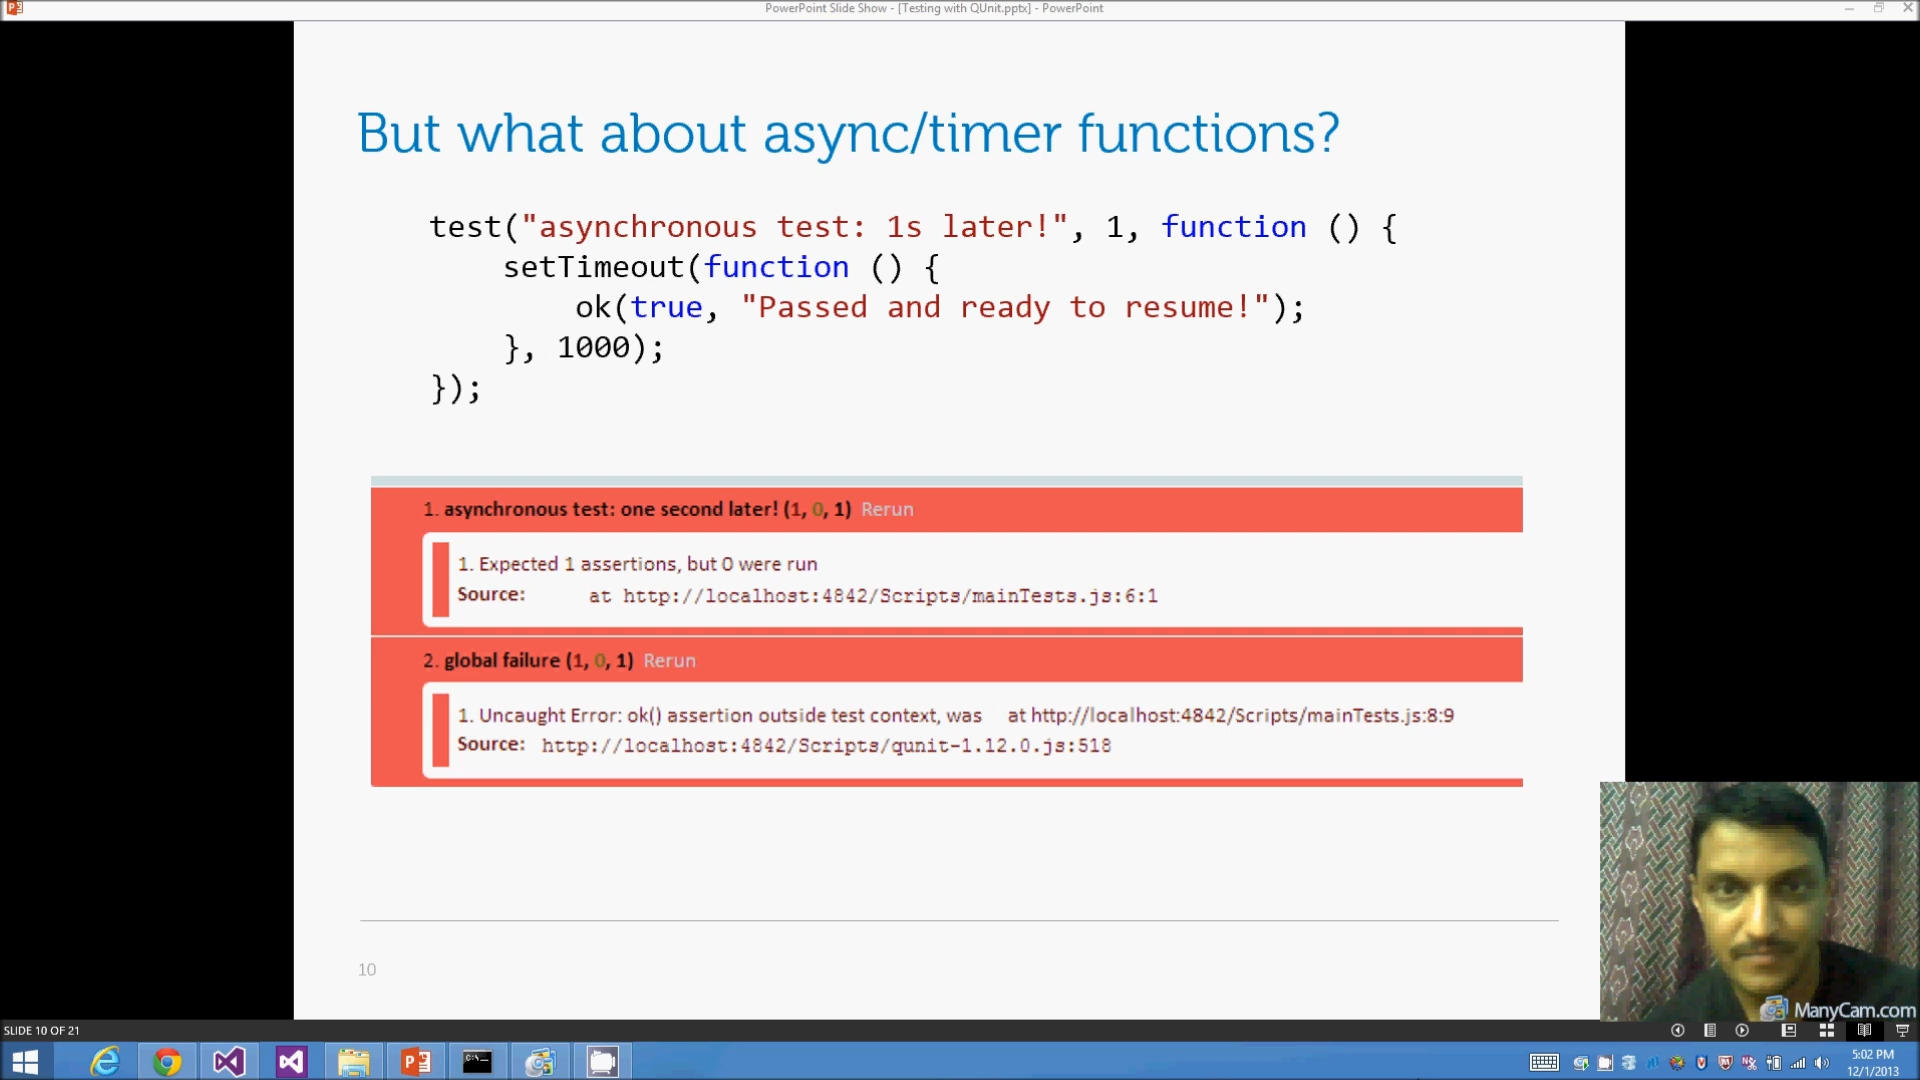 PowerPoint Slide Show - [Testing with QUnit.pptx] - PowerPoint
But what about async/timer functions?
test("asynchronous test: 1s later!", 1, function () {
setTimeout(function () {
ok(true, "Passed and ready to resume!");
}, 1000);
});
1. asynchronous test: one second later! (1, 0, 1) Rerun
1. Expected 1 assertions, but 0 were run
Source: at http://localhost:4842/Scripts/mainTests.js:6:1
2. global failure (1, 0, 1) Rerun
1. Uncaught Error: ok() assertion outside test context, was at http://localhost:4842/Scripts/mainTests.js:8:9
Source: http://localhost:4842/Scripts/qunit-1.12.0.js:518
10
ManyCam.com
SLIDE 10 OF 21
5:02 PM
12/1/2013